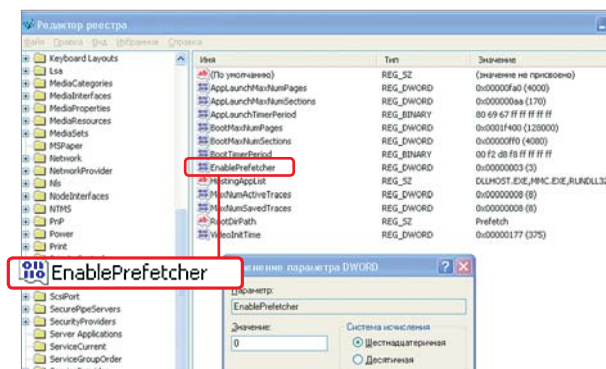 Редактор реестра
Файл Правка Вид Избранное Справка
Keyboard Layouts
Lsa
MediaCategories
MediaInterfaces
MediaProperties
MediaResources
MediaSets
MSPaper
Network
NetworkProvider
Nls
NodeInterfaces
NTMS
PnP
Power
Print
Имя Тип Значение
(По умолчанию) REG_SZ (значение не присвоено)
AppLaunchMaxNumPages REG_DWORD 0x00000fa0 (4000)
AppLaunchMaxNumSections REG_DWORD 0x000000aa (170)
AppLaunchTimerPeriod REG_BINARY 80 69 67 ff ff ff ff ff
BootMaxNumPages REG_DWORD 0x0001f400 (128000)
BootMaxNumSections REG_DWORD 0x00000ff0 (4080)
BootTimerPeriod REG_BINARY 00 f2 d8 f8 ff ff ff ff
EnablePrefetcher REG_DWORD 0x00000003 (3)
HostingAppList REG_SZ DLLHOST.EXE,MMC.EXE,RUNDLL32
MaxNumActiveTraces REG_DWORD 0x00000008 (8)
MaxNumSavedTraces REG_DWORD 0x00000008 (8)
RootDirPath REG_SZ Prefetch
VideoInitTime REG_DWORD 0x00000177 (375)
EnablePrefetcher
ScsiPort
SecurePipeServers
SecurityProviders
Server Applications
ServiceCurrent
ServiceGroupOrder
параметра DWORD
Параметр:
EnablePrefetcher
Значение:
0
Система исчисления
Шестнадцатеричная
Десятичная